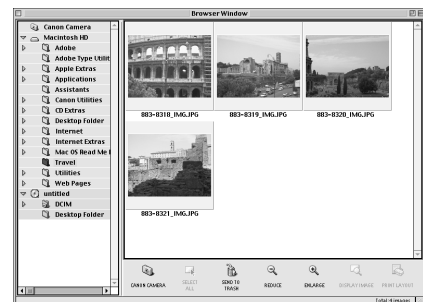 Browser Window
Canon Camera
Macintosh HD
Adobe
Adobe Type Utilit
Apple Extras
Applications
Assistants
Canon Utilities
CD Extras
Desktop Folder
Internet
Internet Extras
Mac OS Read Me
Travel
Utilities
Web Pages
untitled
DCIM
Desktop Folder
883-8318_IMG.JPG
883-8319_IMG.JPG
883-8320_IMG.JPG
883-8321_IMG.JPG
CANON CAMERA
SELECT ALL
SEND TO TRASH
REDUCE
ENLARGE
DISPLAY IMAGE
PRINT LAYOUT
Total: 4 images